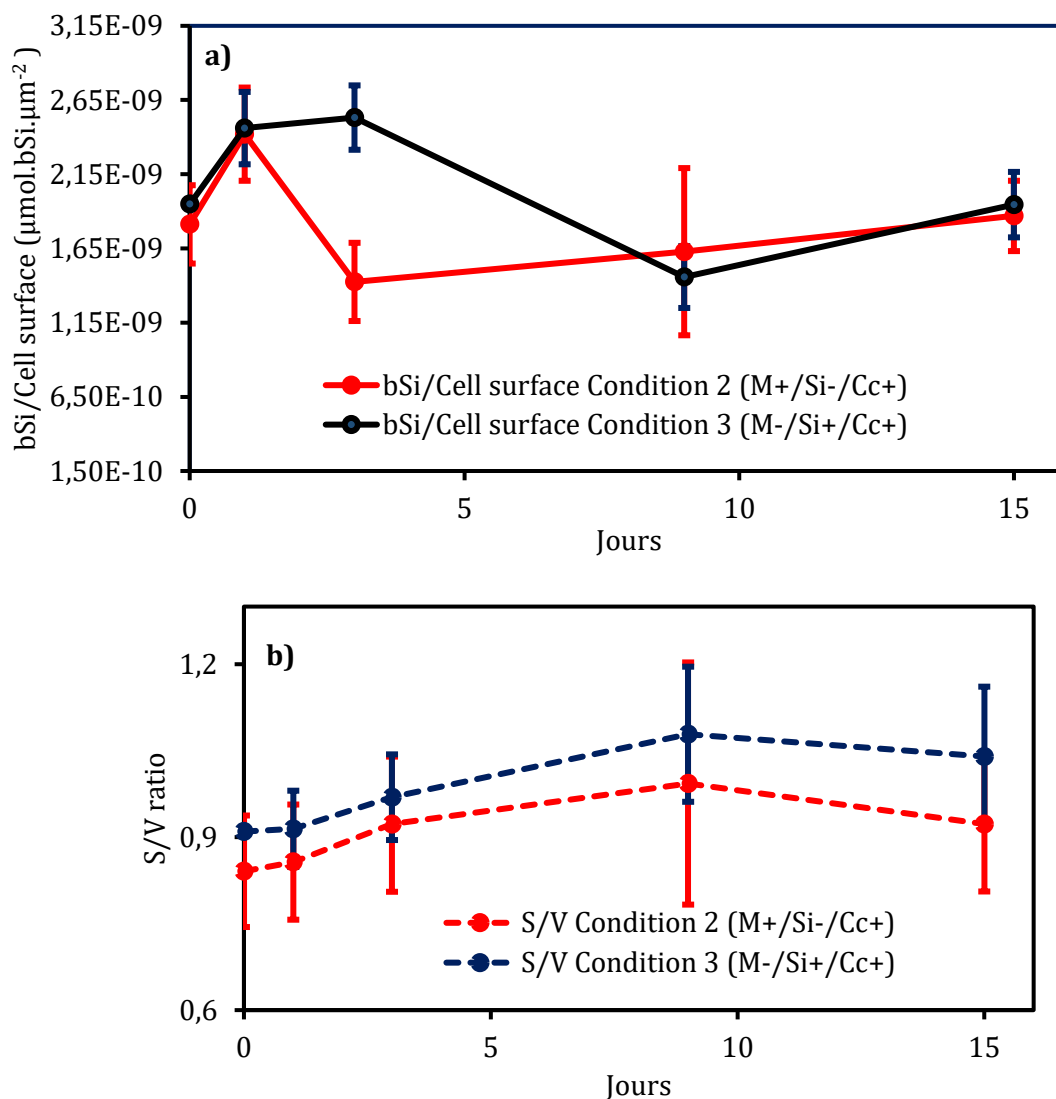 a)
bSi/Cell surface (µmol.bSi.µm⁻²)
3,15E-09
2,65E-09
2,15E-09
1,65E-09
1,15E-09
6,50E-10
1,50E-10
bSi/Cell surface Condition 2 (M+/Si-/Cc+)
bSi/Cell surface Condition 3 (M-/Si+/Cc+)
0 5 10 15
Jours
b)
S/V ratio
1,2
0,9
0,6
S/V Condition 2 (M+/Si-/Cc+)
S/V Condition 3 (M-/Si+/Cc+)
0 5 10 15
Jours